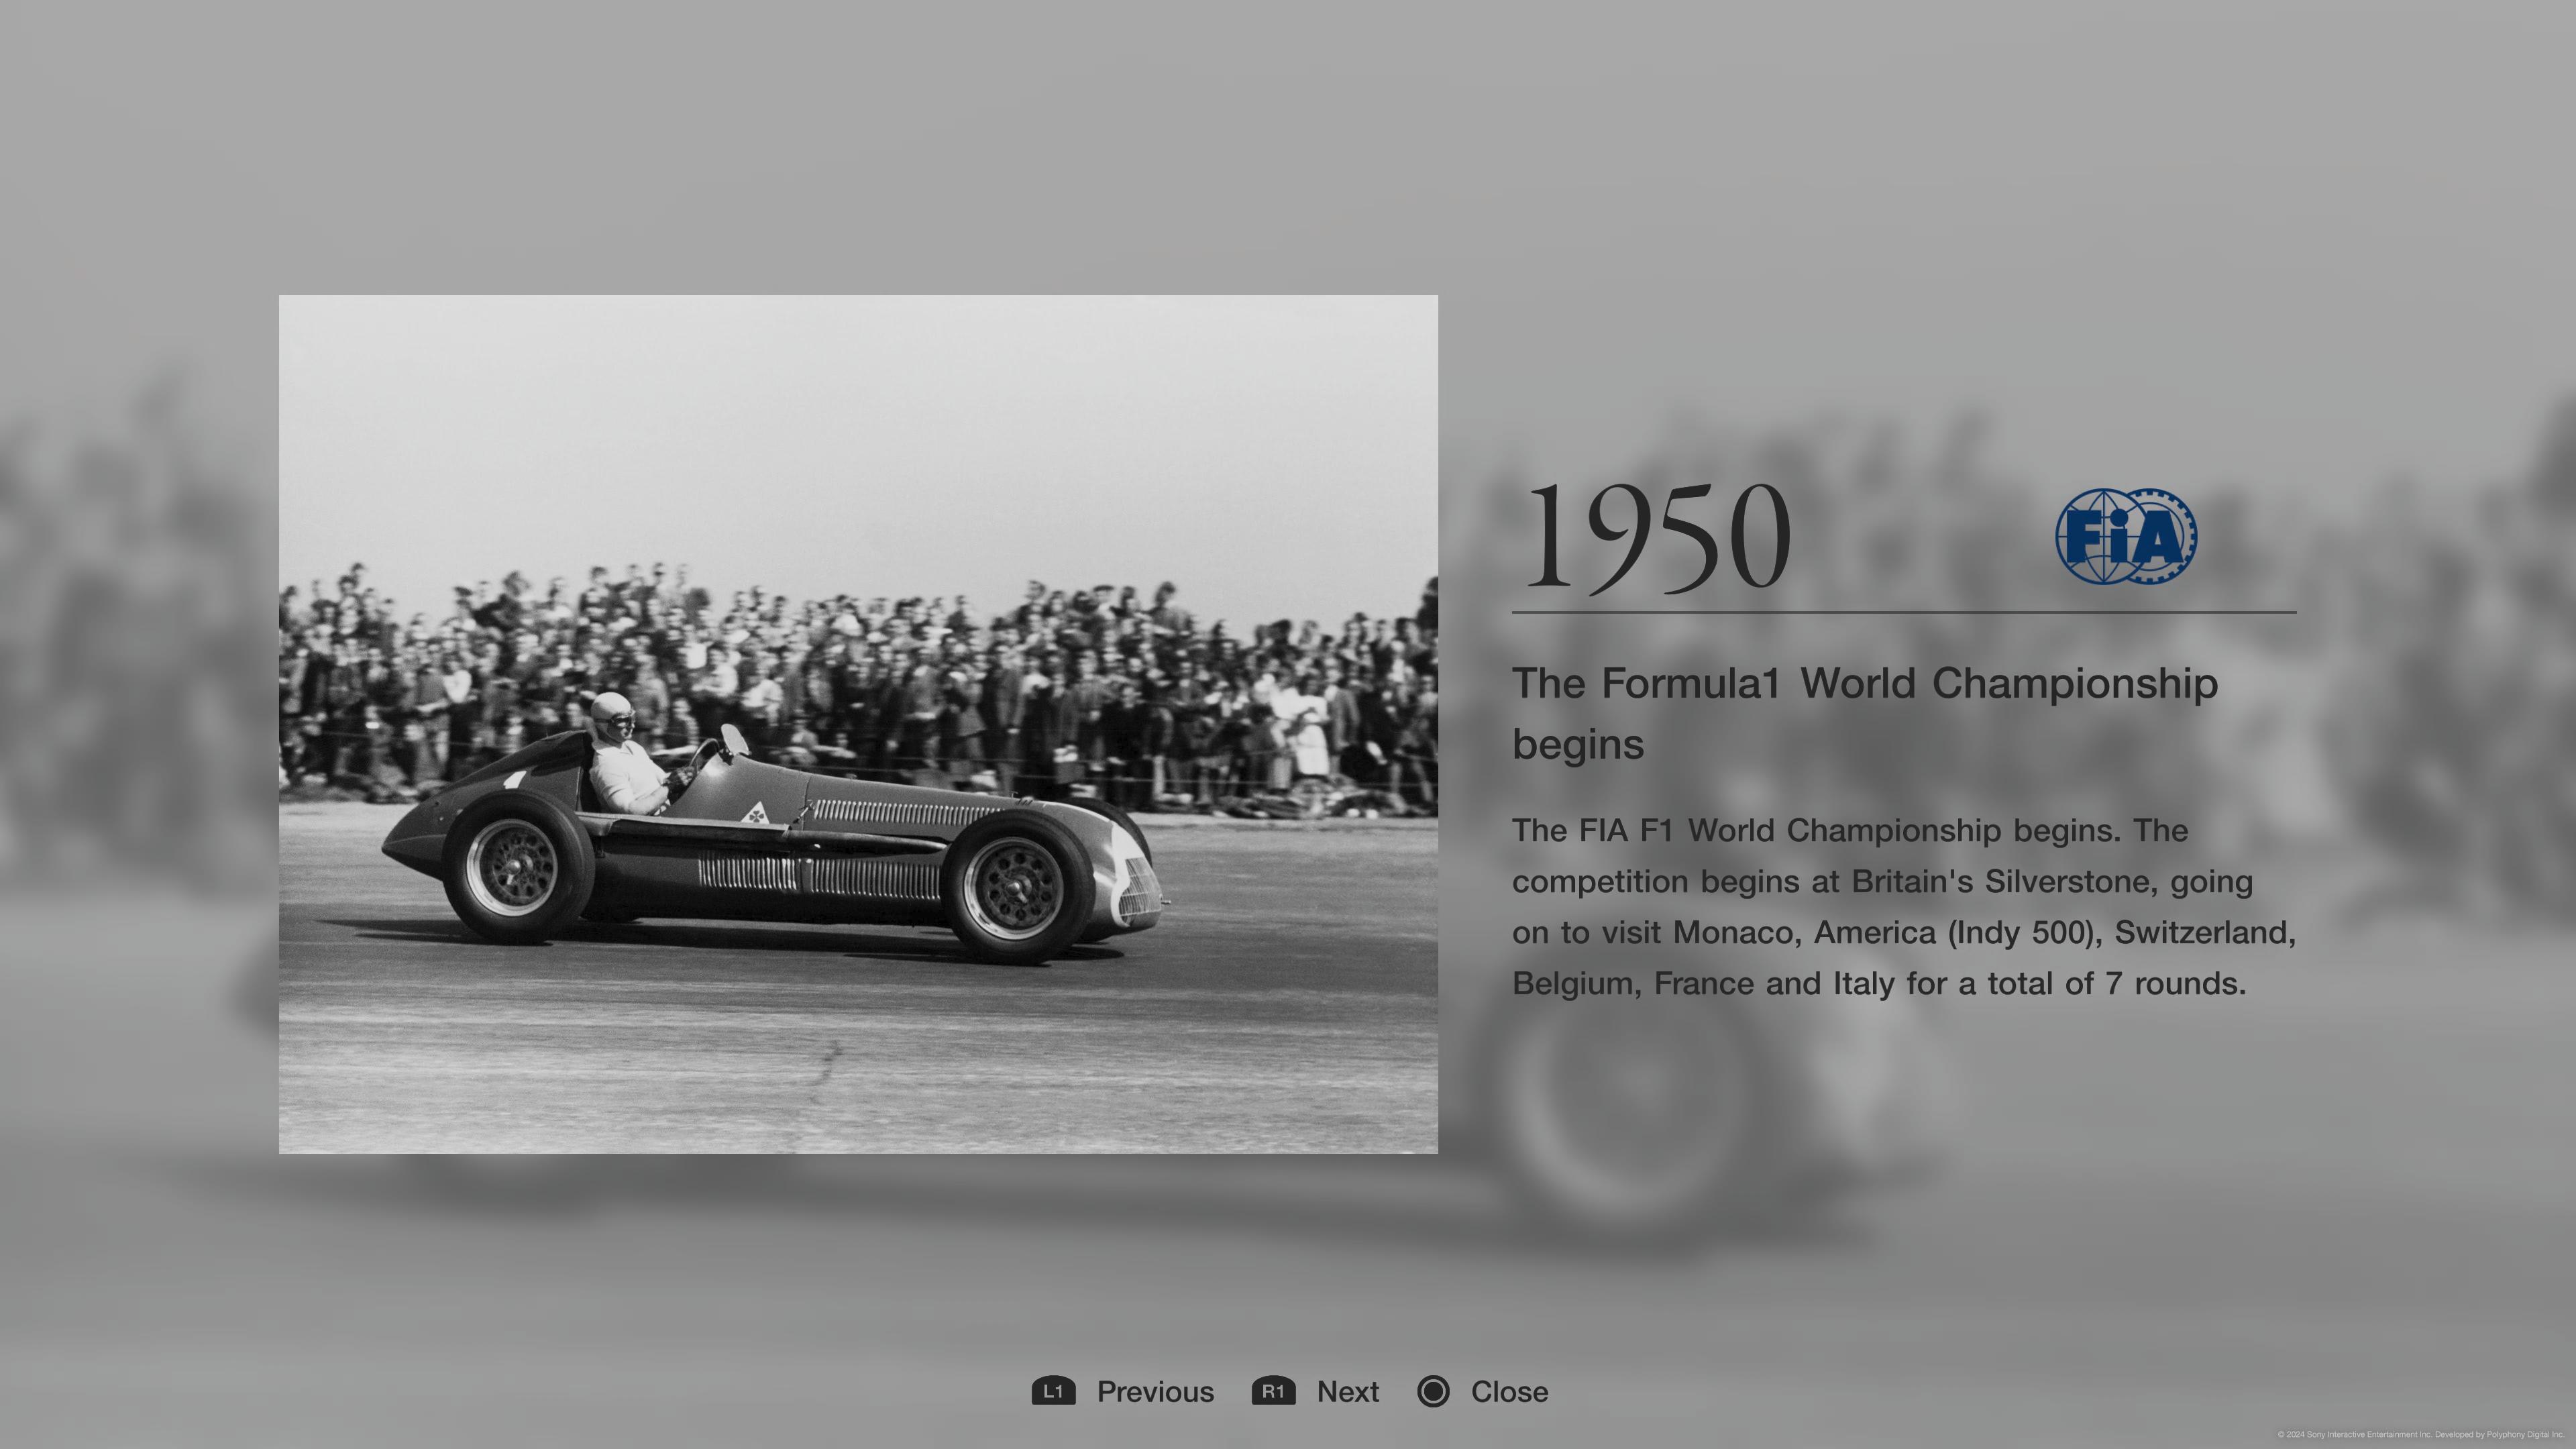 1950
FiA
The Formula1 World Championship
begins
The FIA F1 World Championship begins. The
competition begins at Britain's Silverstone, going
on to visit Monaco, America (Indy 500), Switzerland,
Belgium, France and Italy for a total of 7 rounds.
L1 Previous R1 Next Close
© 2024 Sony Interactive Entertainment Inc. Developed by Polyphony Digital Inc.